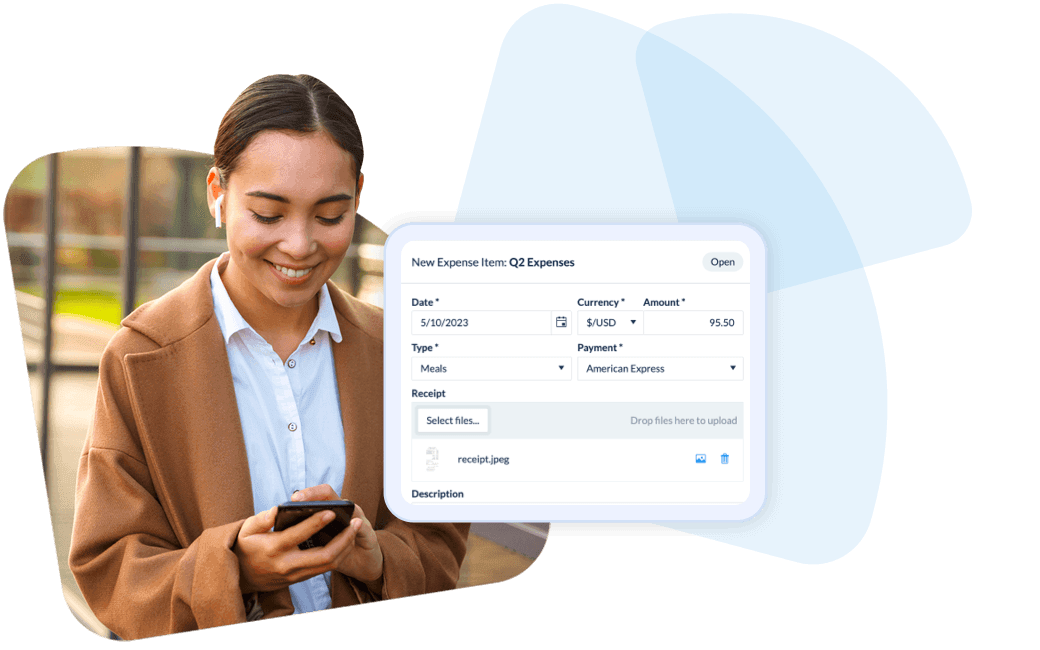 New Expense Item: Q2 Expenses Open
Date * Currency * Amount *
5/10/2023 $/USD 95.50
Type * Payment *
Meals American Express
Receipt
Select files... Drop files here to upload
receipt.jpeg
Description